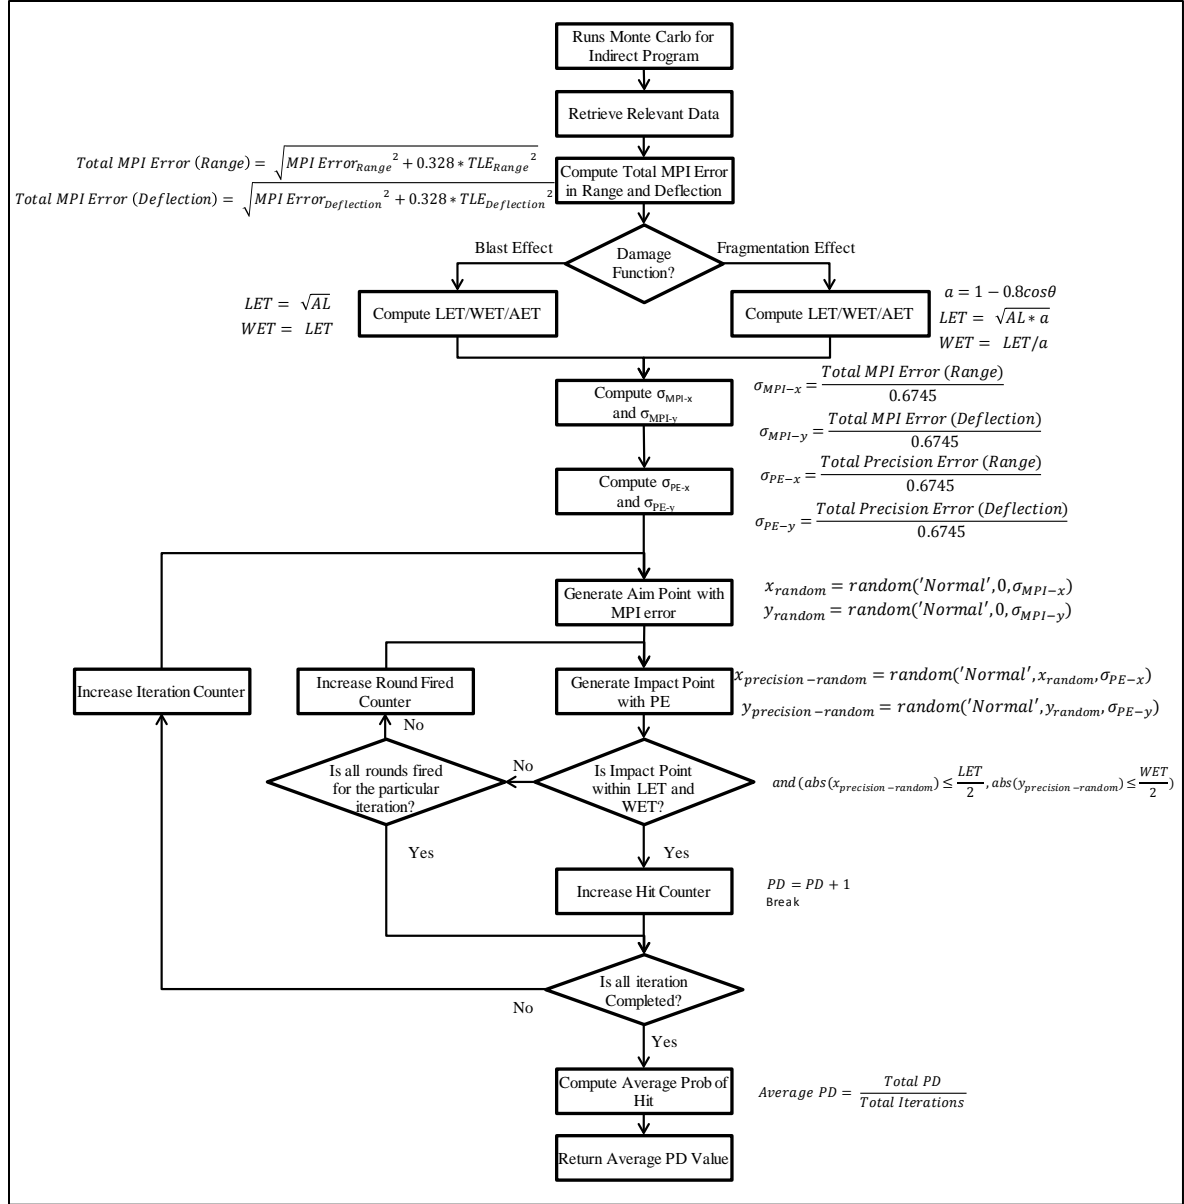 Runs Monte Carlo for
Indirect Program
Retrieve Relevant Data
Total MPI Error (Range) = √(MPI Error_Range² + 0.328 * TLE_Range²)
Total MPI Error (Deflection) = √(MPI Error_Deflection² + 0.328 * TLE_Deflection²)
Compute Total MPI Error
in Range and Deflection
Blast Effect
Damage
Function?
Fragmentation Effect
LET = √AL
WET = LET
Compute LET/WET/AET
Compute LET/WET/AET
a = 1 − 0.8cosθ
LET = √(AL * a)
WET = LET/a
Compute σ_MPI-x
and σ_MPI-y
σ_MPI−x = Total MPI Error (Range) / 0.6745
σ_MPI−y = Total MPI Error (Deflection) / 0.6745
Compute σ_PE-x
and σ_PE-y
σ_PE−x = Total Precision Error (Range) / 0.6745
σ_PE−y = Total Precision Error (Deflection) / 0.6745
Generate Aim Point with
MPI error
x_random = random('Normal',0,σ_MPI−x)
y_random = random('Normal',0,σ_MPI−y)
Increase Iteration Counter
Increase Round Fired
Counter
Generate Impact Point
with PE
x_precision−random = random('Normal',x_random,σ_PE−x)
y_precision−random = random('Normal',y_random,σ_PE−y)
No
Is all rounds fired
for the particular
iteration?
No
Is Impact Point
within LET and
WET?
and (abs(x_precision−random) ≤ LET/2, abs(y_precision−random) ≤ WET/2)
Yes
Yes
Increase Hit Counter
PD = PD + 1
Break
Is all iteration
Completed?
No
Yes
Compute Average Prob of
Hit
Average PD = Total PD / Total Iterations
Return Average PD Value